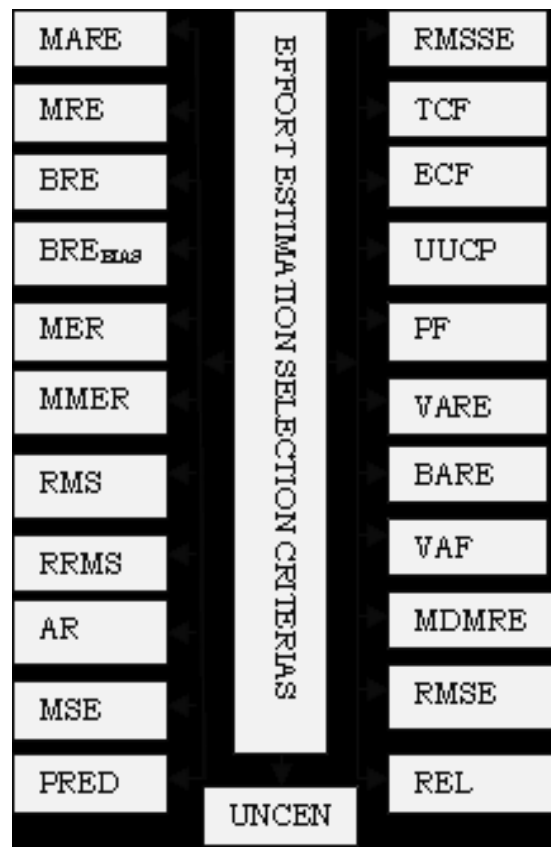 MARE
MRE
BRE
BREBIAS
MER
MMER
RMS
RRMS
AR
MSE
PRED
EFFORT ESTIMATION SELECTION CRITERIAS
UNCEN
RMSSE
TCF
ECF
UUCP
PF
VARE
BARE
VAF
MDMRE
RMSE
REL